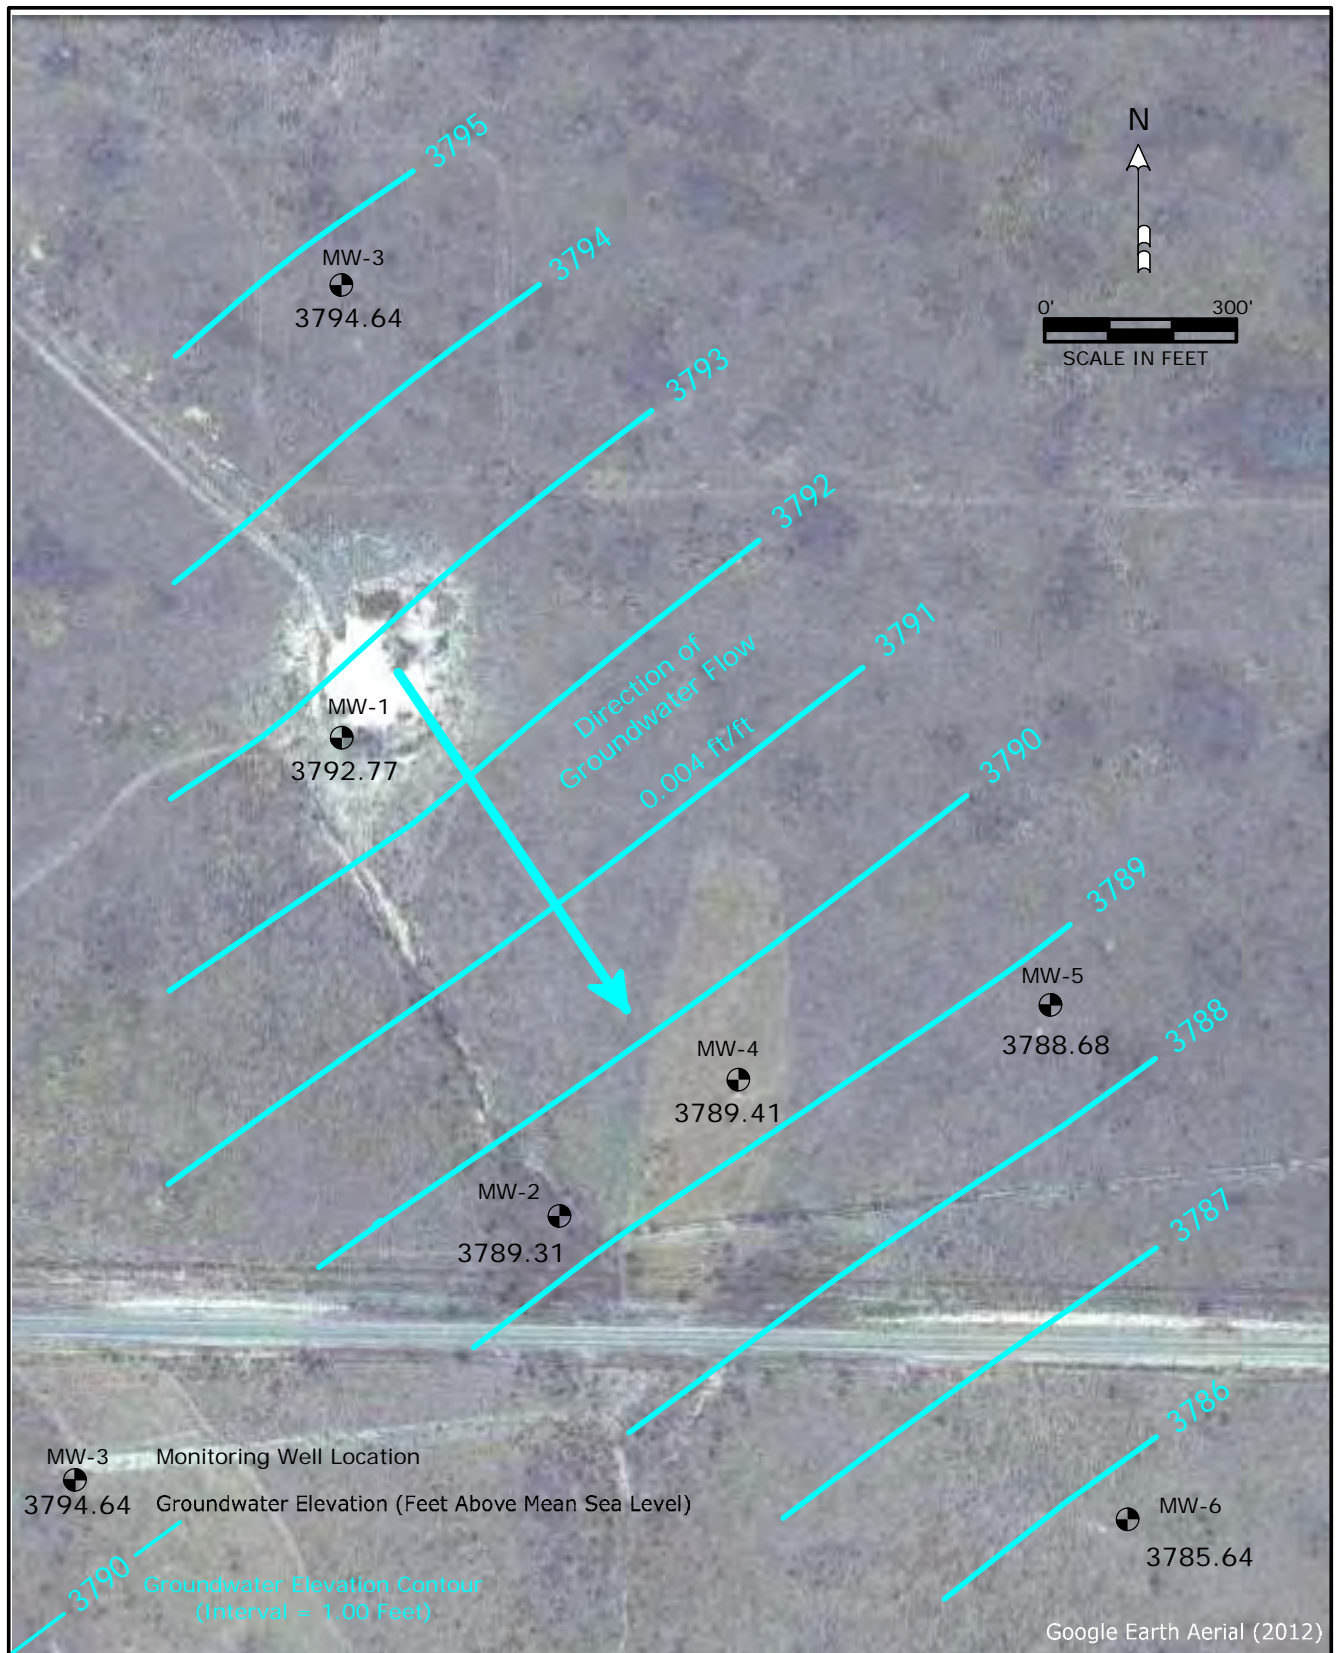 N
3795
MW-3
3794.64
3794
0' 300'
SCALE IN FEET
3793
3792
Direction of
Groundwater Flow
0.004 ft/ft
3791
MW-1
3792.77
3790
3789
MW-5
3788.68
3788
MW-4
3789.41
MW-2
3789.31
3787
3786
MW-3
3794.64
Monitoring Well Location
Groundwater Elevation (Feet Above Mean Sea Level)
MW-6
3785.64
3790
Groundwater Elevation Contour
(Interval = 1.00 Feet)
Google Earth Aerial (2012)